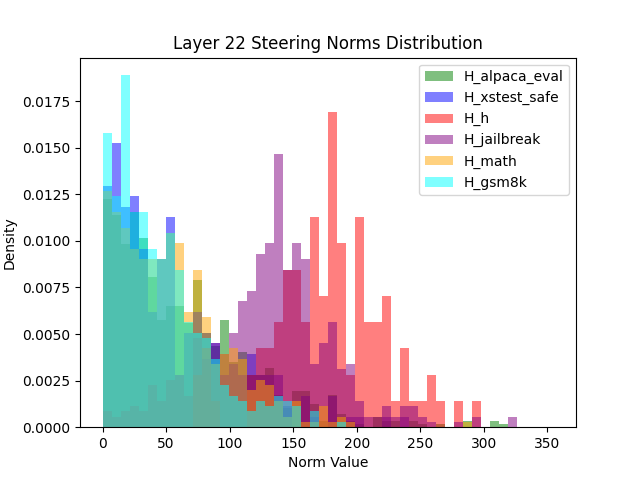 Layer 22 Steering Norms Distribution
H_alpaca_eval
H_xstest_safe
H_h
H_jailbreak
H_math
H_gsm8k
0.0175
0.0150
0.0125
0.0100
0.0075
0.0050
0.0025
0.0000
Density
0 50 100 150 200 250 300 350
Norm Value